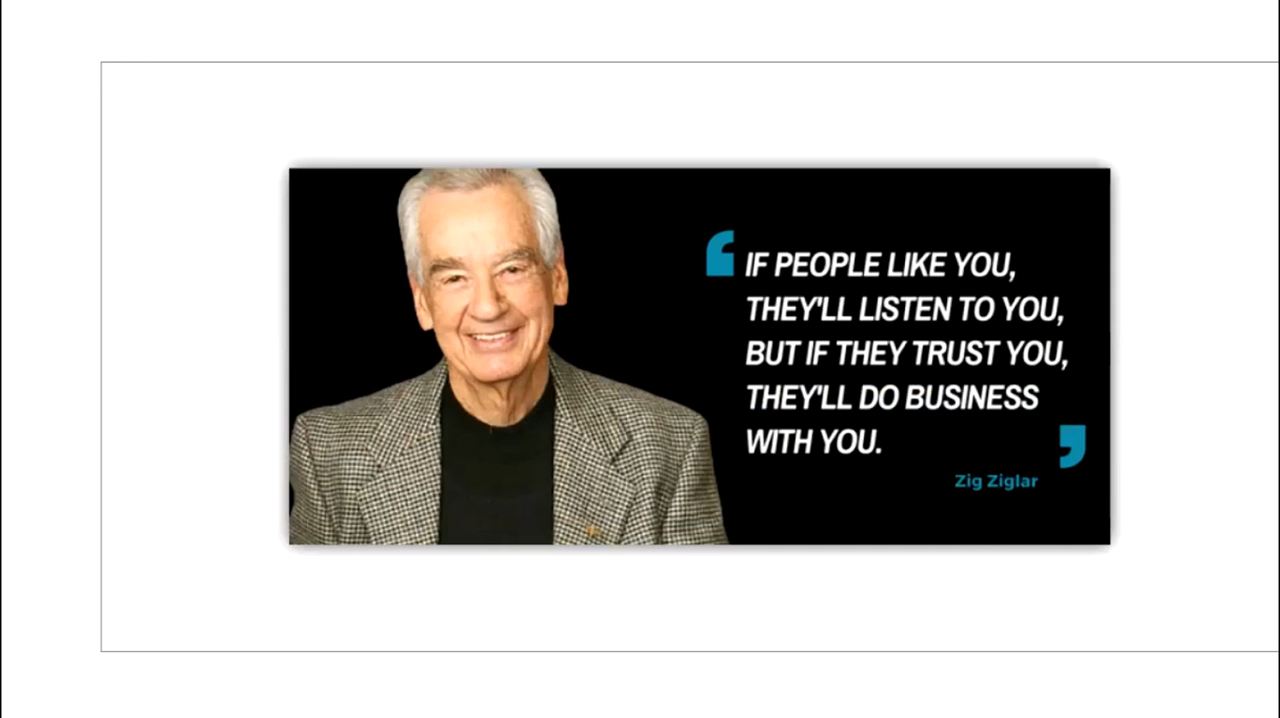 IF PEOPLE LIKE YOU,
THEY'LL LISTEN TO YOU,
BUT IF THEY TRUST YOU,
THEY'LL DO BUSINESS
WITH YOU.
Zig Ziglar